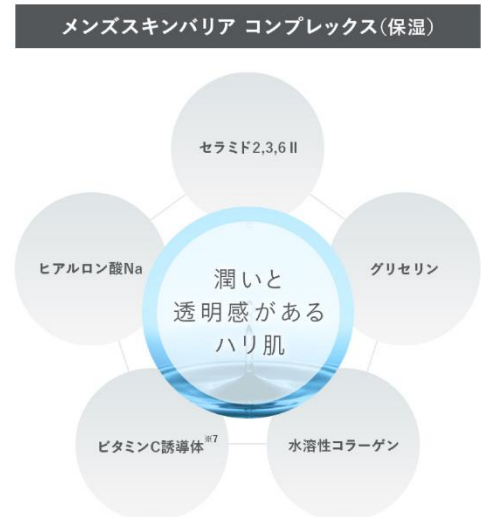 メンズスキンバリア コンプレックス(保湿)
セラミド2,3,6Ⅱ
ヒアルロン酸Na
グリセリン
潤いと
透明感がある
ハリ肌
ビタミンC誘導体※7
水溶性コラーゲン